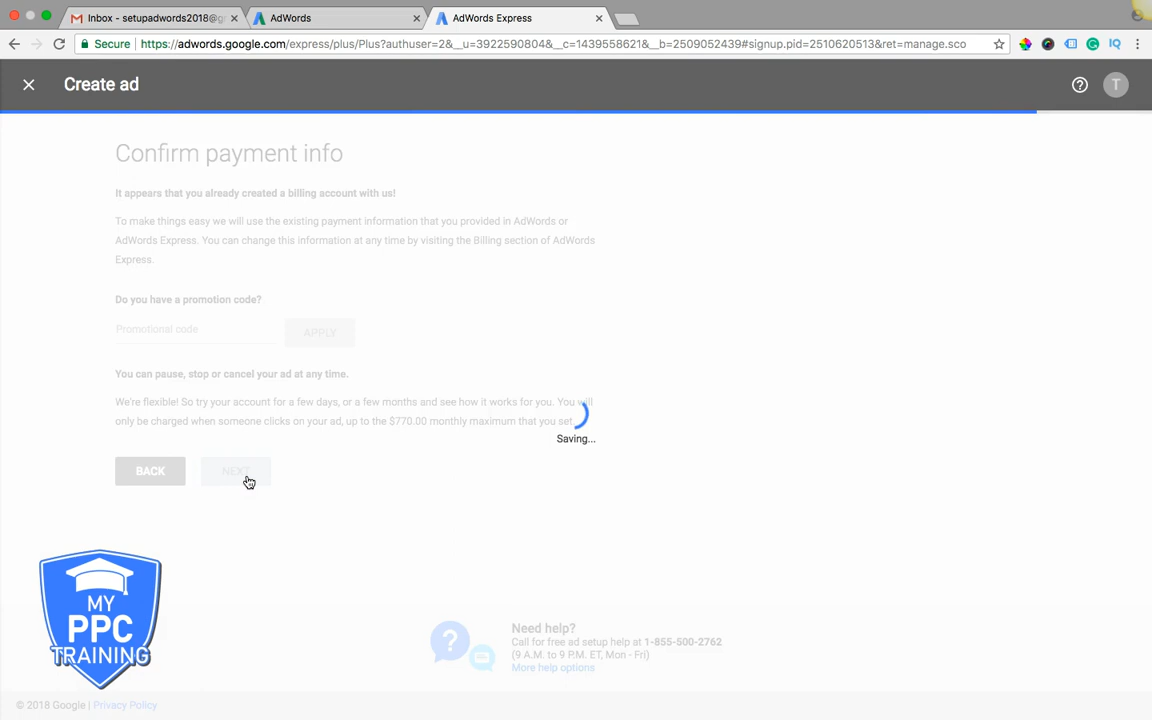 Inbox - setupadwords2018@g
AdWords
AdWords Express
Secure
https://adwords.google.com/express/plus/Plus?authuser=2&__u=3922590804&__c=1439558621&__b=2509052439#signup.pid=2510620513&ret=manage.sco
IQ
Create ad
T
Confirm payment info
It appears that you already created a billing account with us!
To make things easy we will use the existing payment information that you provided in AdWords or
AdWords Express. You can change this information at any time by visiting the Billing section of AdWords
Express.
Do you have a promotion code?
Promotional code
APPLY
You can pause, stop or cancel your ad at any time.
We're flexible! So try your account for a few days, or a few months and see how it works for you. You will
only be charged when someone clicks on your ad, up to the $770.00 monthly maximum that you set.
Saving...
BACK
NEXT
MY
PPC
TRAINING
Need help?
Call for free ad setup help at 1-855-500-2762
(9 A.M. to 9 P.M. ET, Mon - Fri)
More help options
© 2018 Google | Privacy Policy